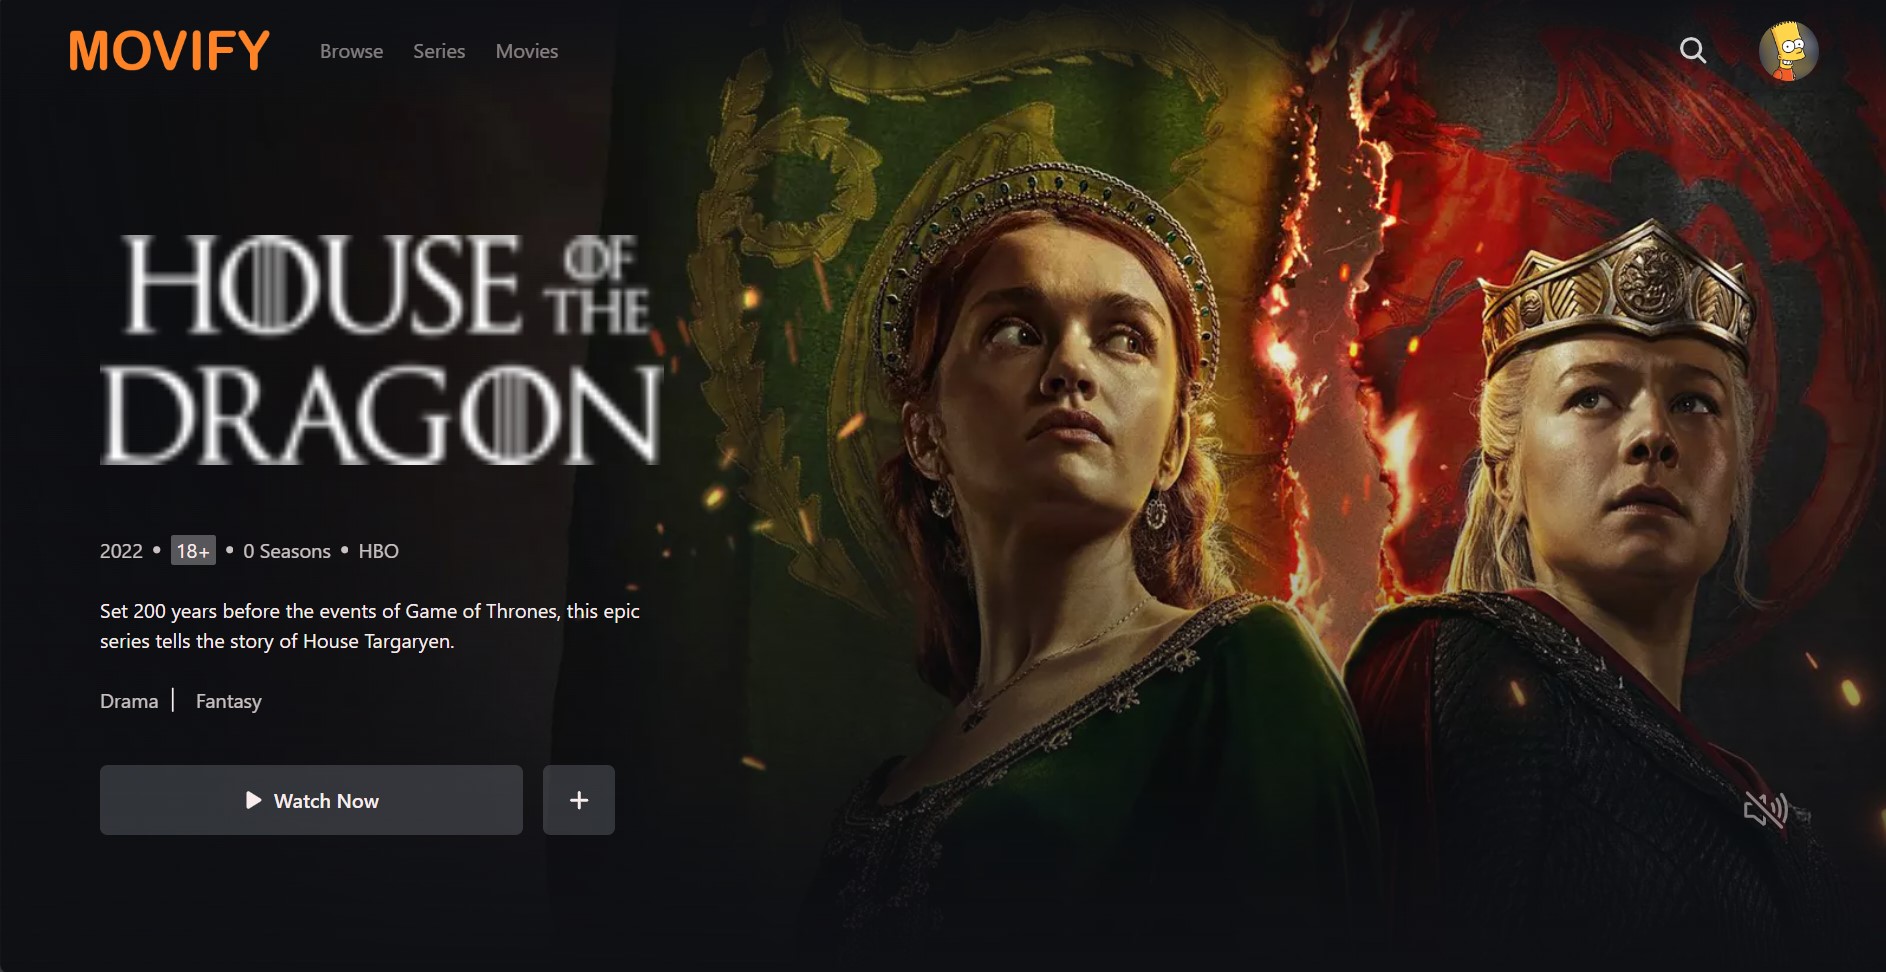 MOVIFY Browse Series Movies
HOUSE OF THE
DRAGON
2022 • 18+ • 0 Seasons • HBO
Set 200 years before the events of Game of Thrones, this epic
series tells the story of House Targaryen.
Drama | Fantasy
Watch Now +